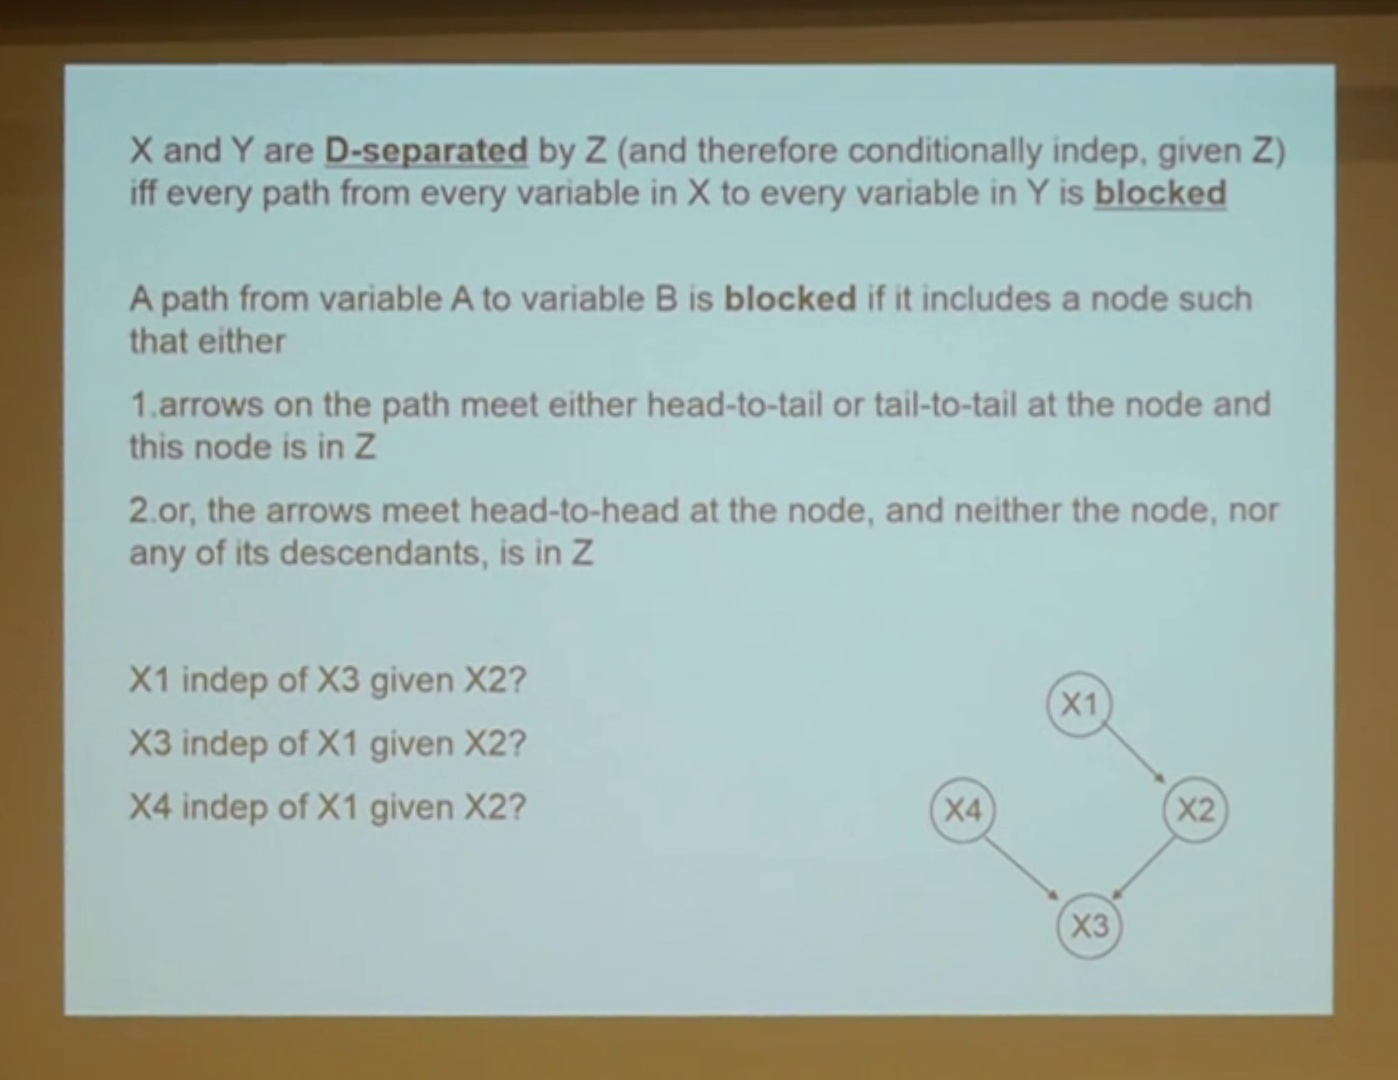 X and Y are D-separated by Z (and therefore conditionally indep, given Z)
iff every path from every variable in X to every variable in Y is blocked
A path from variable A to variable B is blocked if it includes a node such
that either
1.arrows on the path meet either head-to-tail or tail-to-tail at the node and
this node is in Z
2.or, the arrows meet head-to-head at the node, and neither the node, nor
any of its descendants, is in Z
X1 indep of X3 given X2?
X3 indep of X1 given X2?
X4 indep of X1 given X2?
X1
X4
X2
X3